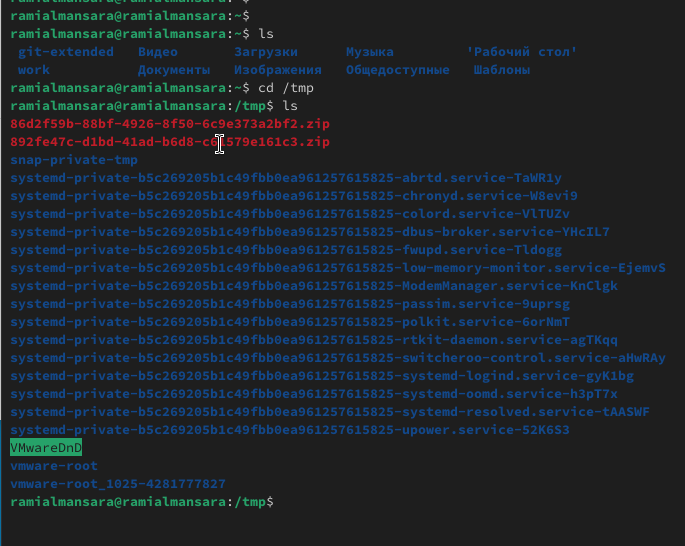 ramialmansara@ramialmansara:~$
ramialmansara@ramialmansara:~$ ls
git-extended Видео Загрузки Музыка 'Рабочий стол'
work Документы Изображения Общедоступные Шаблоны
ramialmansara@ramialmansara:~$ cd /tmp
ramialmansara@ramialmansara:/tmp$ ls
86d2f59b-88bf-4926-8f50-6c9e373a2bf2.zip
snap-private-tmp
systemd-private-b5c269205b1c49fbb0ea961257615825-abrtd.service-TaWR1y
systemd-private-b5c269205b1c49fbb0ea961257615825-chronyd.service-W8evi9
systemd-private-b5c269205b1c49fbb0ea961257615825-colord.service-VlTUZv
systemd-private-b5c269205b1c49fbb0ea961257615825-dbus-broker.service-YHcIL7
systemd-private-b5c269205b1c49fbb0ea961257615825-fwupd.service-Tldogg
systemd-private-b5c269205b1c49fbb0ea961257615825-low-memory-monitor.service-EjemvS
systemd-private-b5c269205b1c49fbb0ea961257615825-ModemManager.service-KnClgk
systemd-private-b5c269205b1c49fbb0ea961257615825-passim.service-9uprsg
systemd-private-b5c269205b1c49fbb0ea961257615825-polkit.service-6orNmT
systemd-private-b5c269205b1c49fbb0ea961257615825-rtkit-daemon.service-agTKqq
systemd-private-b5c269205b1c49fbb0ea961257615825-switcheroo-control.service-aHwRAy
systemd-private-b5c269205b1c49fbb0ea961257615825-systemd-logind.service-gyK1bg
systemd-private-b5c269205b1c49fbb0ea961257615825-systemd-oomd.service-h3pT7x
systemd-private-b5c269205b1c49fbb0ea961257615825-systemd-resolved.service-tAASWF
systemd-private-b5c269205b1c49fbb0ea961257615825-upower.service-52K6S3
VMwareDnD
vmware-root
vmware-root_1025-4281777827
ramialmansara@ramialmansara:/tmp$